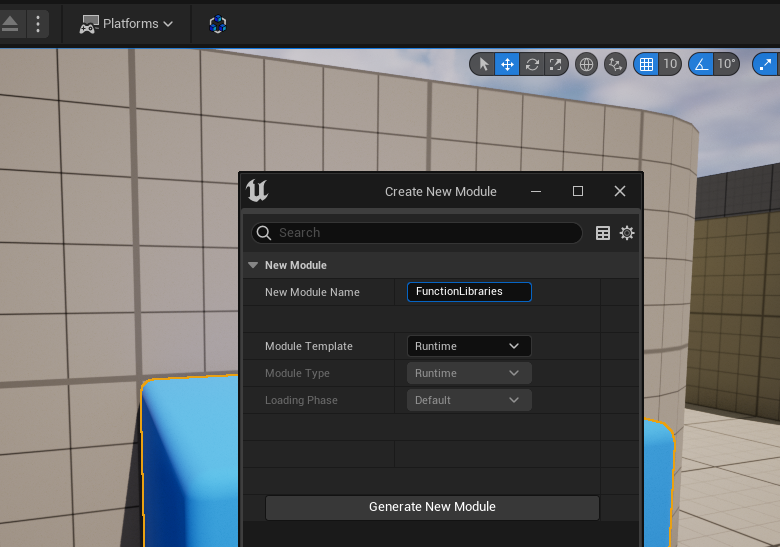 Platforms
10
10°
Create New Module
Search
New Module
New Module Name
FunctionLibraries
Module Template
Runtime
Module Type
Runtime
Loading Phase
Default
Generate New Module